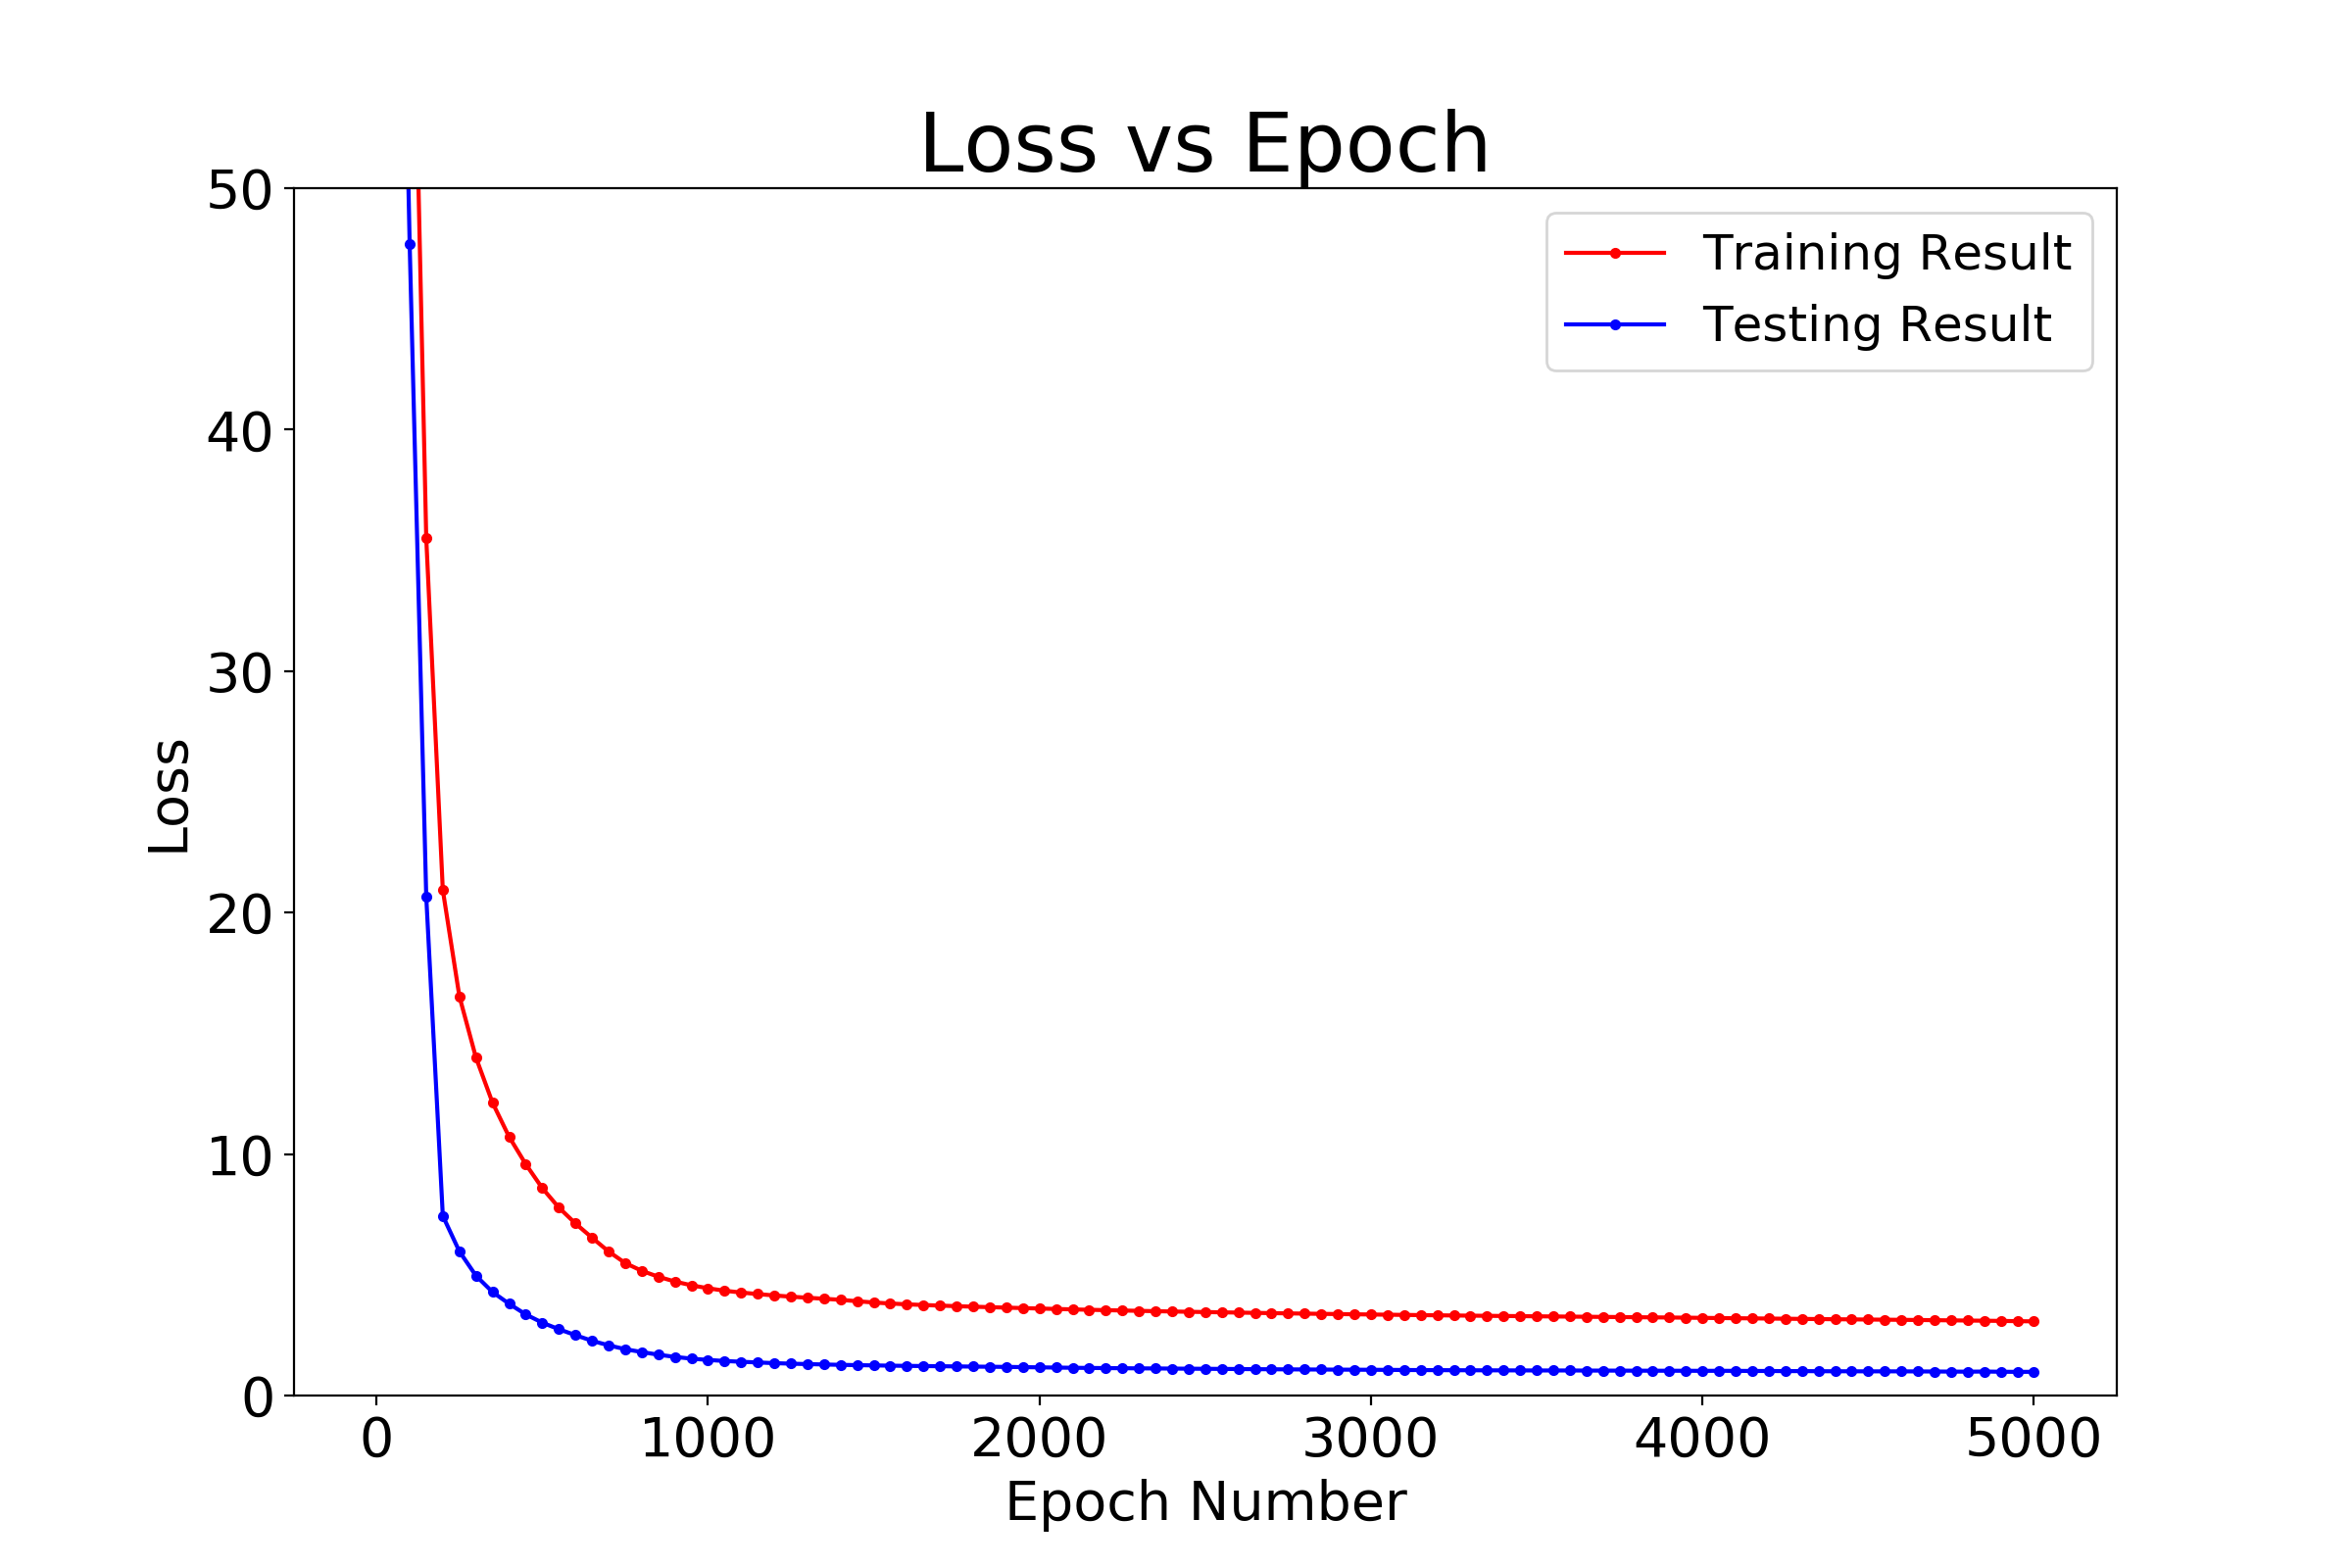 Loss vs Epoch
50
40
30
20
10
0
Loss
Training Result
Testing Result
0 1000 2000 3000 4000 5000
Epoch Number